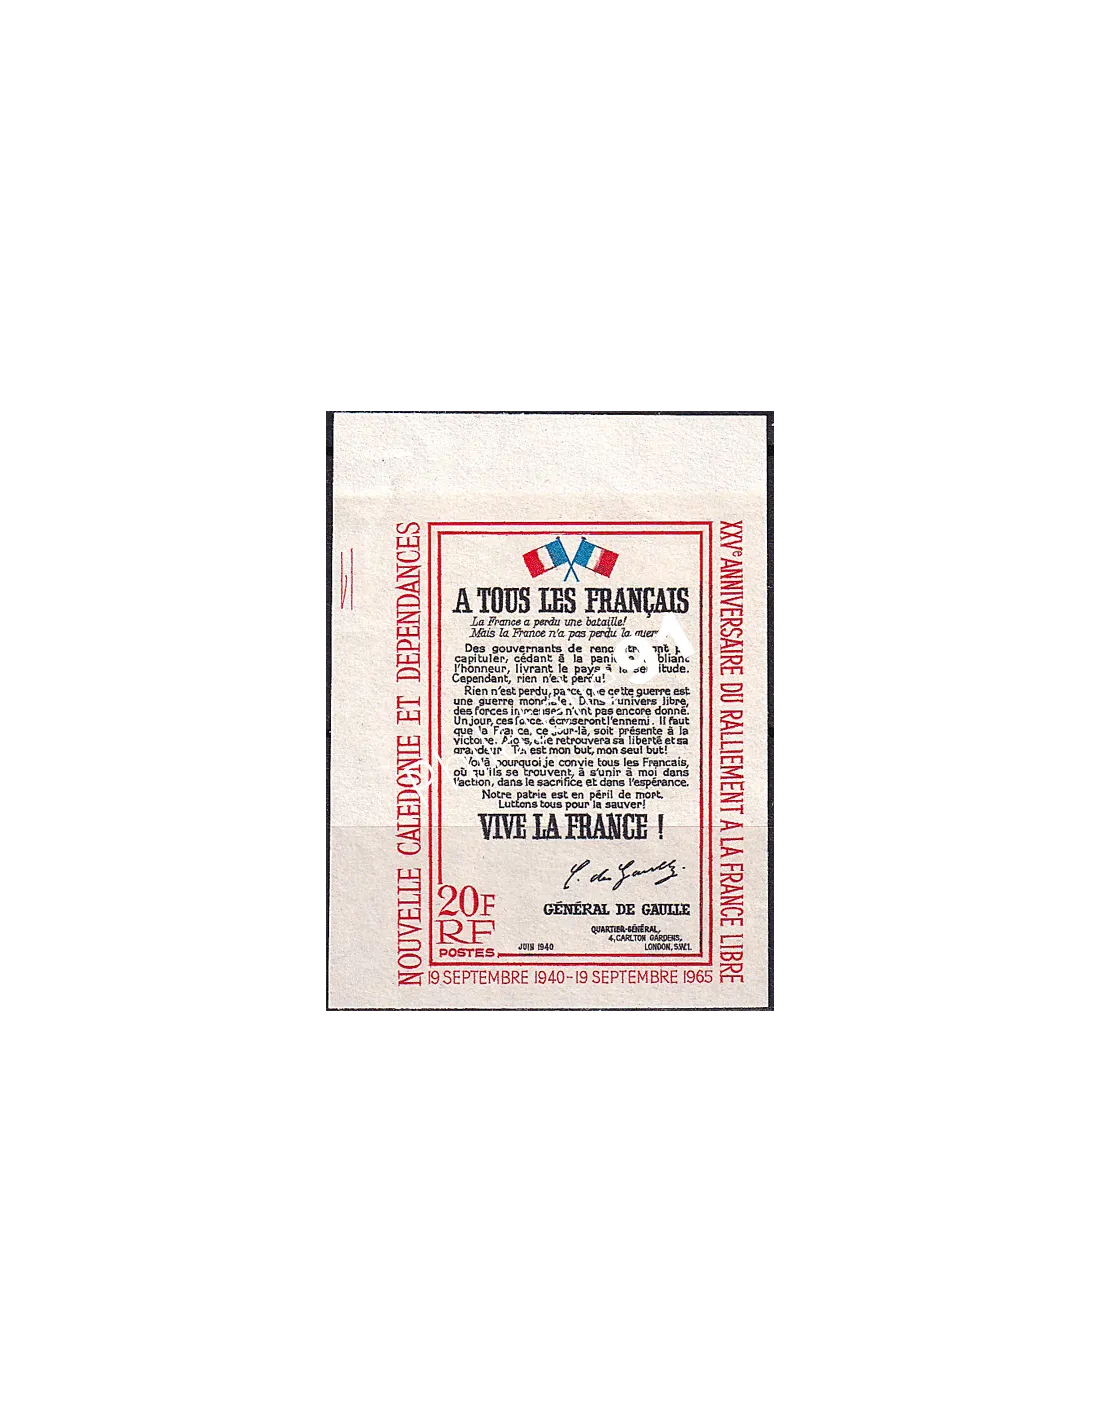 NOUVELLE CALEDONIE ET DEPENDANCES
XXVe ANNIVERSAIRE DU RALLIEMENT A LA FRANCE LIBRE
A TOUS LES FRANÇAIS
La France a perdu une bataille!
Mais la France n'a pas perdu la
Des gouvernants de
capituler, cédant à la
l'honneur, livrant le pays à la
Cependant, rien n'est perdu!
Rien n'est perdu, parce que cette guerre est
une guerre mondiale. Dans l'univers libre,
des forces immenses n'ont pas encore donné.
Un jour, ces forces écraseront l'ennemi. Il faut
que la France, ce jour-là, soit présente à la
victoire. Alors, elle retrouvera sa liberté et sa
grandeur. Tel est mon but, mon seul but!
Voilà pourquoi je convie tous les Français,
où qu'ils se trouvent, à s'unir à moi dans
l'action, dans le sacrifice et dans l'espérance.
Notre patrie est en péril de mort.
Luttons tous pour la sauver!
VIVE LA FRANCE !
C. de Gaulle.
GÉNÉRAL DE GAULLE
QUARTIER-GÉNÉRAL,
4, CARLTON GARDENS,
LONDON, S.W.1.
JUIN 1940
20F
RF
POSTES
19 SEPTEMBRE 1940-19 SEPTEMBRE 1965
91